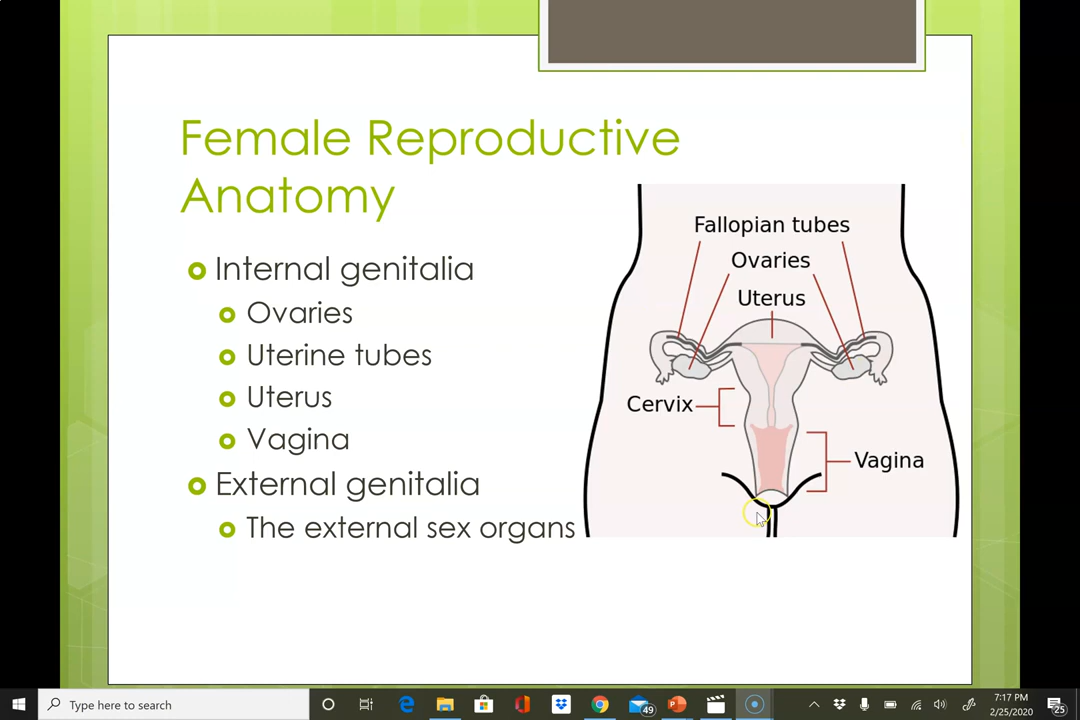 Female Reproductive
Anatomy
Internal genitalia
Ovaries
Uterine tubes
Uterus
Vagina
External genitalia
The external sex organs
Fallopian tubes
Ovaries
Uterus
Cervix
Vagina
Type here to search
49
7:17 PM
2/25/2020
25